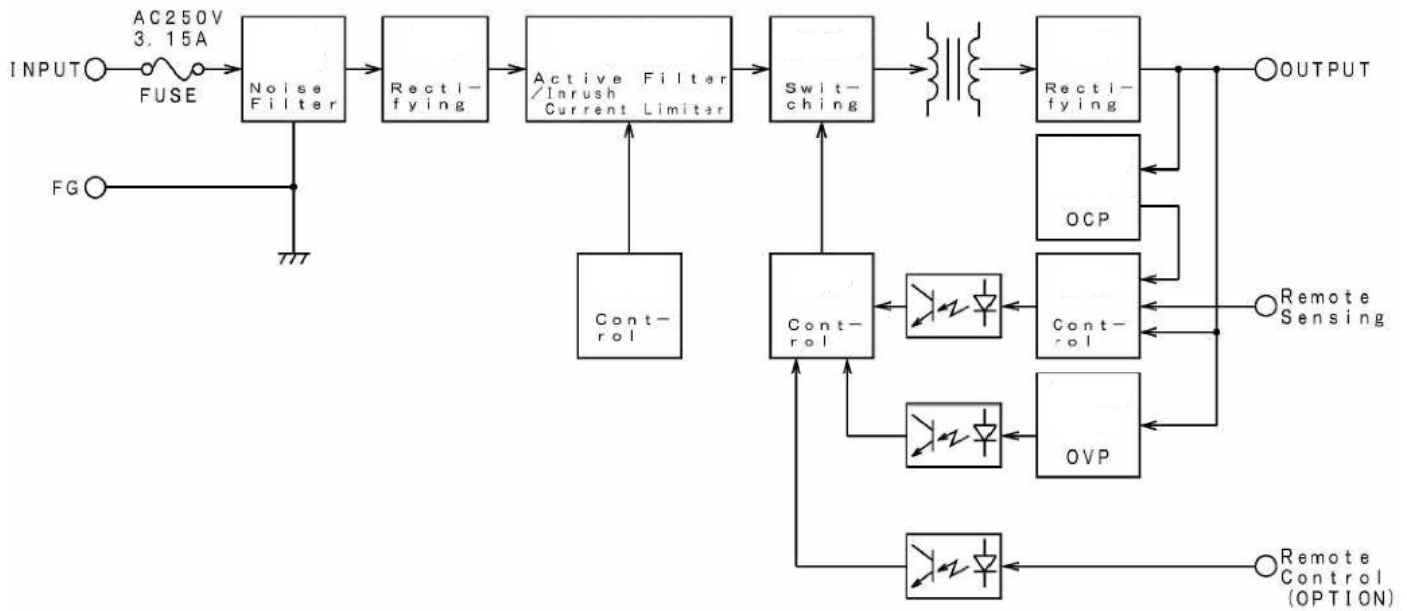 AC250V
3.15A
INPUT
FUSE
Noise
Filter
Recti-
fying
Active Filter
/Inrush
Current Limiter
Swit-
ching
Recti-
fying
OUTPUT
FG
OCP
Cont-
rol
Cont-
rol
Cont-
rol
Remote
Sensing
OVP
Remote
Control
(OPTION)